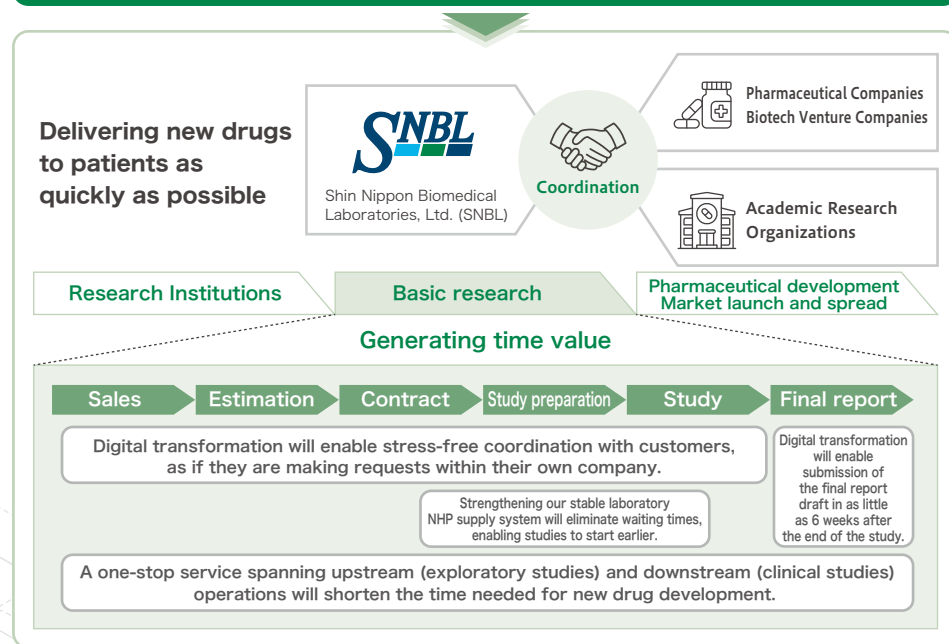 Delivering new drugs
to patients as
quickly as possible
SNBL
Shin Nippon Biomedical
Laboratories, Ltd. (SNBL)
Coordination
Pharmaceutical Companies
Biotech Venture Companies
Academic Research
Organizations
Research Institutions
Basic research
Pharmaceutical development
Market launch and spread
Generating time value
Sales
Estimation
Contract
Study preparation
Study
Final report
Digital transformation will enable stress-free coordination with customers,
as if they are making requests within their own company.
Digital transformation
will enable
submission of
the final report
draft in as little
as 6 weeks after
the end of the study.
Strengthening our stable laboratory
NHP supply system will eliminate waiting times,
enabling studies to start earlier.
A one-stop service spanning upstream (exploratory studies) and downstream (clinical studies)
operations will shorten the time needed for new drug development.